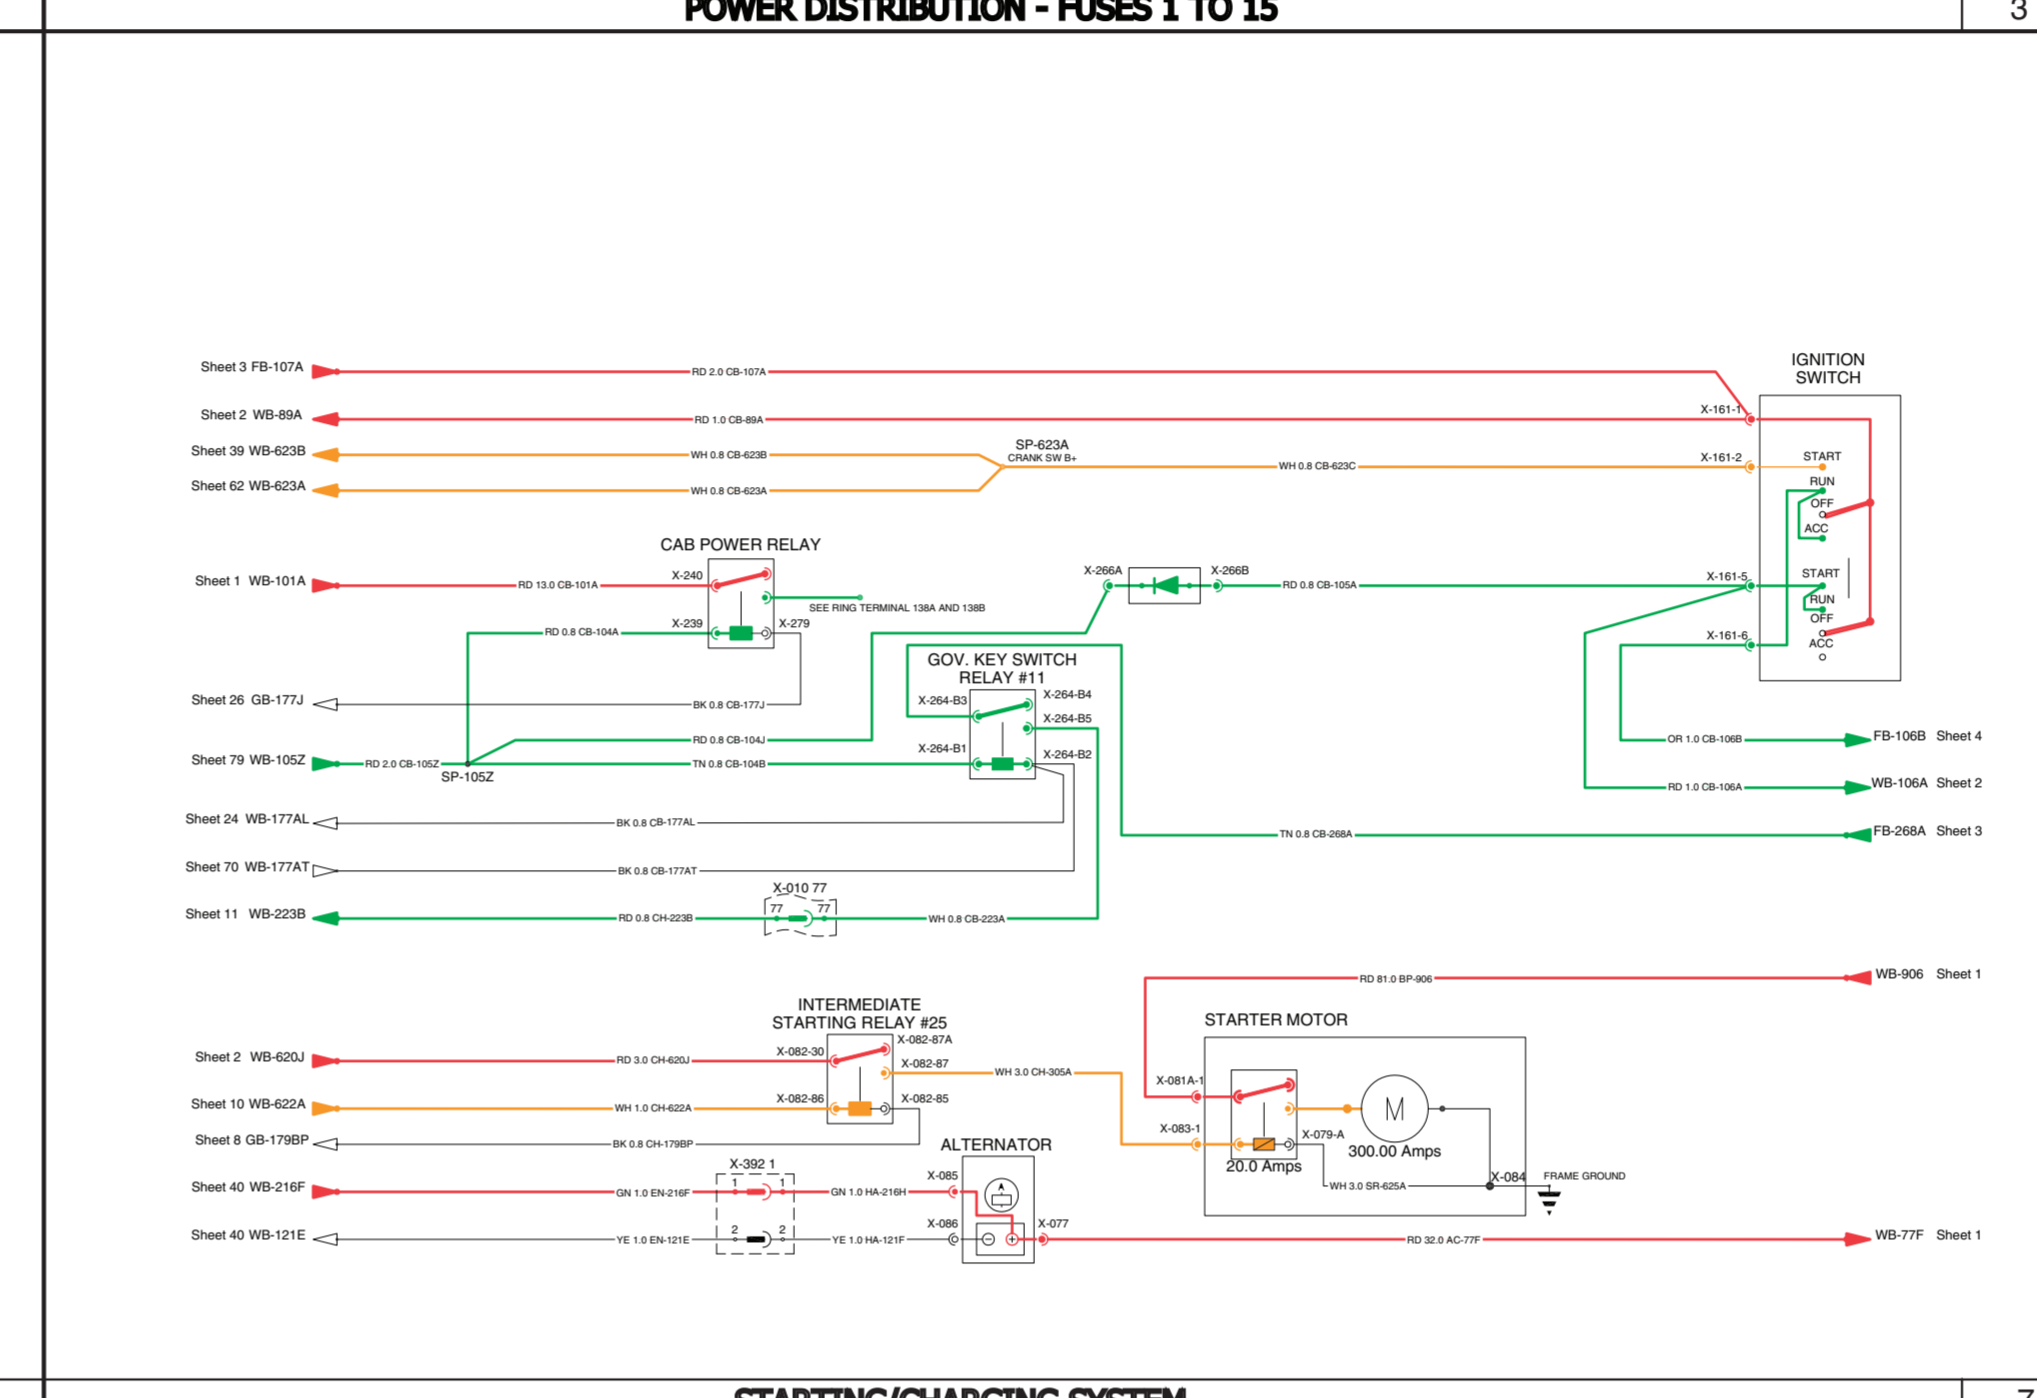 POWER DISTRIBUTION - FUSES 1 TO 15
3
IGNITION
SWITCH
Sheet 3 FB-107A
RD 2.0 CB-107A
Sheet 2 WB-89A
RD 1.0 CB-89A
X-161-1
Sheet 39 WB-623B
WH 0.8 CB-623B
SP-623A
CRANK SW B+
WH 0.8 CB-623C
X-161-2
START
RUN
OFF
ACC
Sheet 62 WB-623A
WH 0.8 CB-623A
CAB POWER RELAY
Sheet 1 WB-101A
RD 13.0 CB-101A
X-240
SEE RING TERMINAL 138A AND 138B
X-266A
X-266B
RD 0.8 CB-105A
X-161-5
START
RUN
OFF
ACC
RD 0.8 CB-104A
X-239
X-279
X-161-6
GOV. KEY SWITCH
RELAY #11
Sheet 26 GB-177J
BK 0.8 CB-177J
X-264-B3
X-264-B4
X-264-B5
RD 0.8 CB-104J
X-264-B1
X-264-B2
OR 1.0 CB-106B
FB-106B Sheet 4
Sheet 79 WB-105Z
RD 2.0 CB-105Z
SP-105Z
TN 0.8 CB-104B
RD 1.0 CB-106A
WB-106A Sheet 2
Sheet 24 WB-177AL
BK 0.8 CB-177AL
TN 0.8 CB-268A
FB-268A Sheet 3
Sheet 70 WB-177AT
BK 0.8 CB-177AT
X-010 77
77 77
Sheet 11 WB-223B
RD 0.8 CH-223B
WH 0.8 CB-223A
RD 81.0 BP-906
WB-906 Sheet 1
INTERMEDIATE
STARTING RELAY #25
STARTER MOTOR
Sheet 2 WB-620J
RD 3.0 CH-620J
X-082-30
X-082-87A
X-082-87
WH 3.0 CH-305A
X-081A-1
M
Sheet 10 WB-622A
WH 1.0 CH-622A
X-082-86
X-082-85
X-083-1
X-079-A
20.0 Amps
300.00 Amps
Sheet 8 GB-179BP
BK 0.8 CH-179BP
ALTERNATOR
X-392 1
1 1
Sheet 40 WB-216F
GN 1.0 EN-216F
GN 1.0 HA-216H
X-085
WH 3.0 SR-625A
X-084
FRAME GROUND
2 2
Sheet 40 WB-121E
YE 1.0 EN-121E
YE 1.0 HA-121F
X-086
X-077
RD 32.0 AC-77F
WB-77F Sheet 1
STARTING/CHARGING SYSTEM